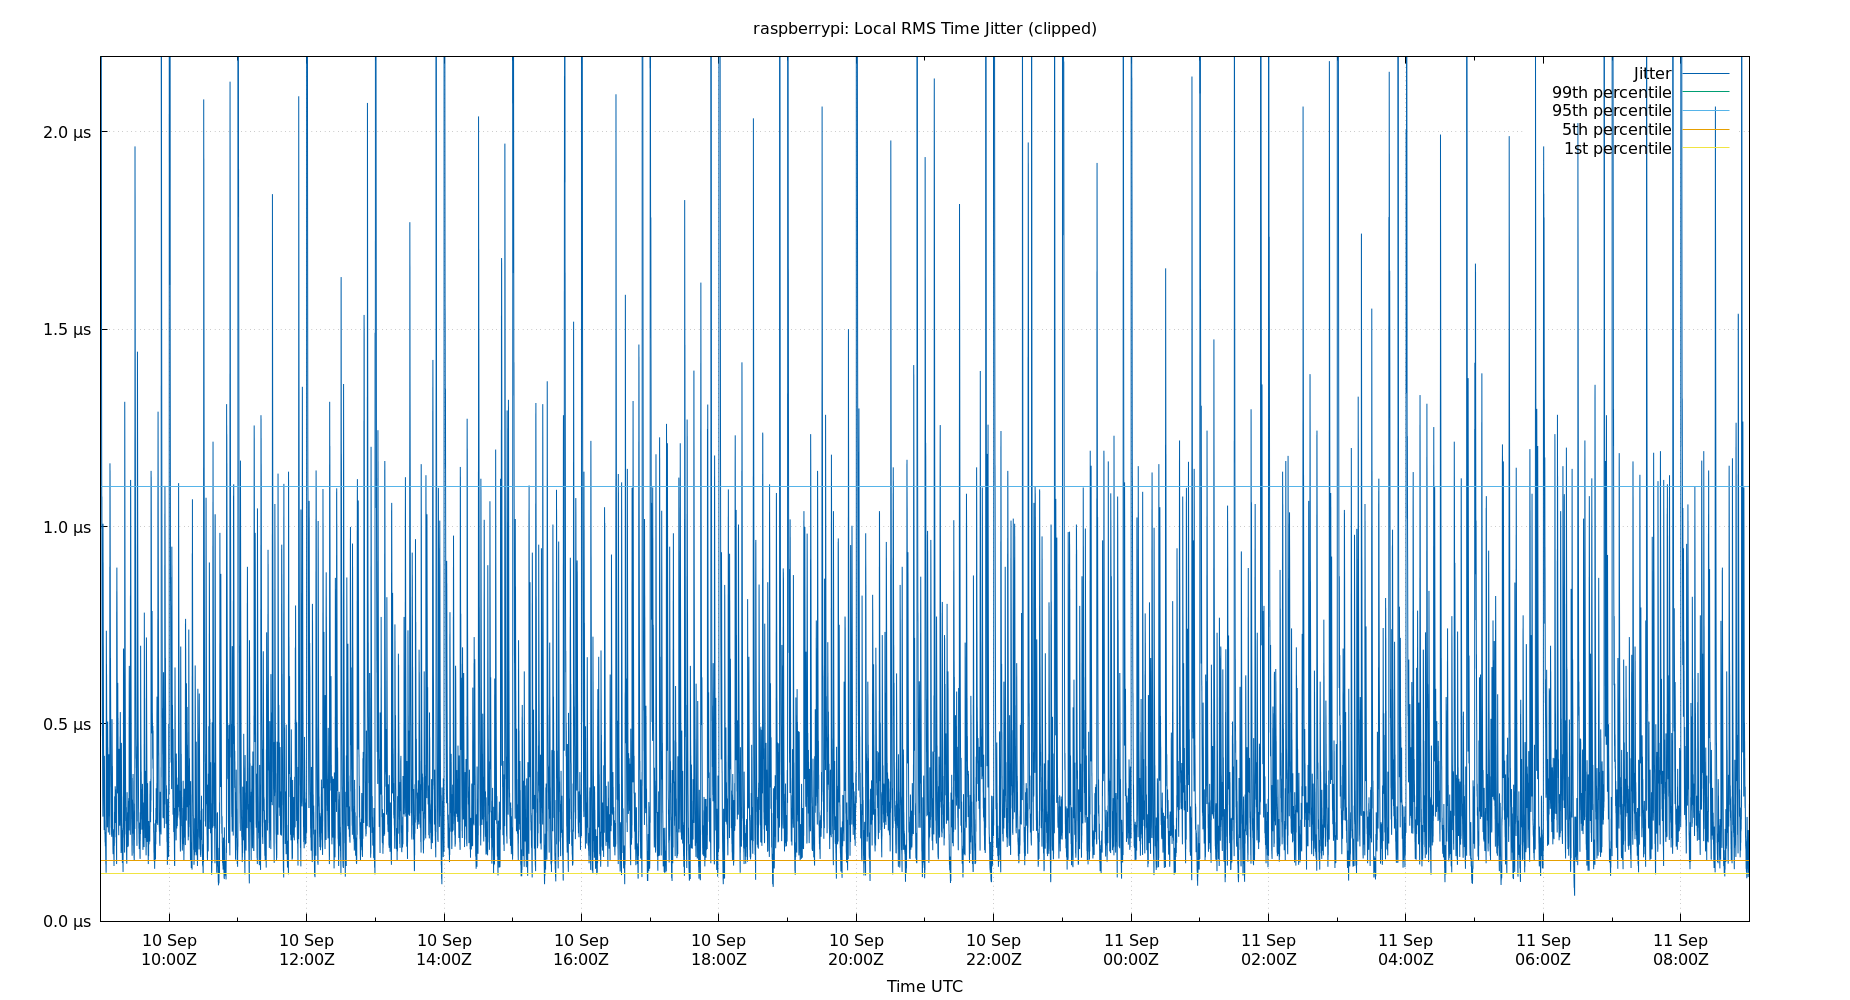 raspberrypi: Local RMS Time Jitter (clipped)
Jitter
99th percentile
95th percentile
5th percentile
1st percentile
2.0 µs
1.5 µs
1.0 µs
0.5 µs
0.0 µs
10 Sep 10 Sep 10 Sep 10 Sep 10 Sep 10 Sep 10 Sep 11 Sep 11 Sep 11 Sep 11 Sep 11 Sep
10:00Z 12:00Z 14:00Z 16:00Z 18:00Z 20:00Z 22:00Z 00:00Z 02:00Z 04:00Z 06:00Z 08:00Z
Time UTC